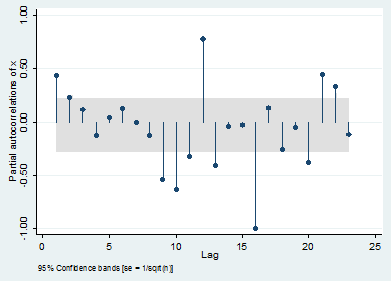 Partial autocorrelations of x
1.00
0.50
0.00
-0.50
-1.00
0 5 10 15 20 25
Lag
95% Confidence bands [se = 1/sqrt(n)]